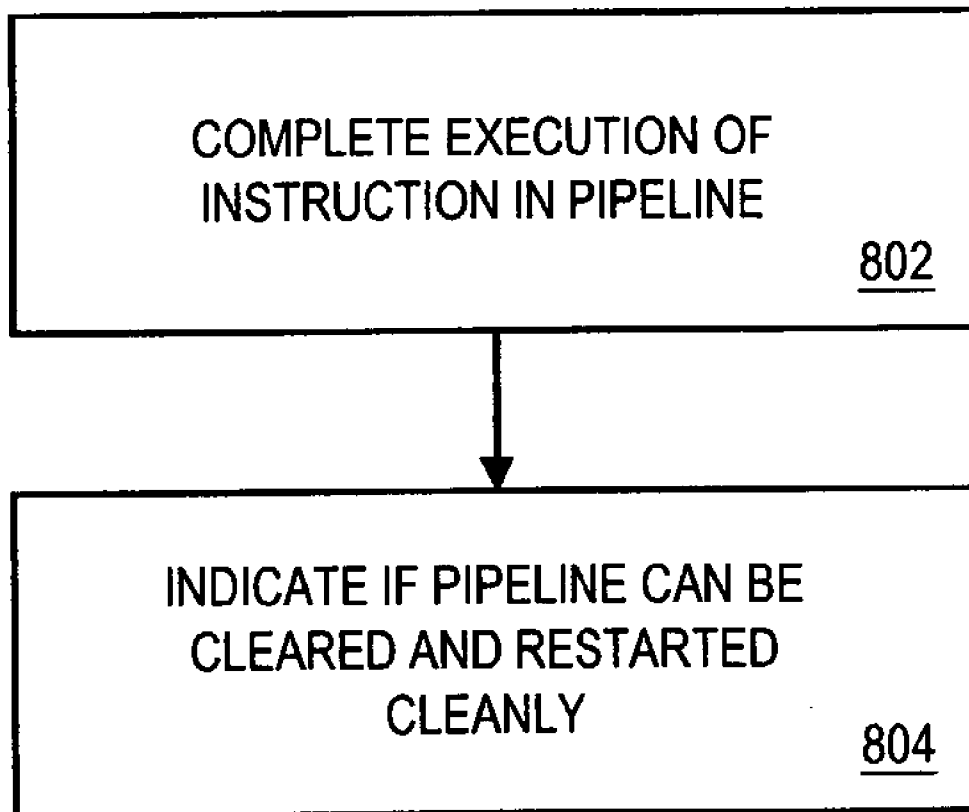 COMPLETE EXECUTION OF
INSTRUCTION IN PIPELINE
802
INDICATE IF PIPELINE CAN BE
CLEARED AND RESTARTED
CLEANLY
804